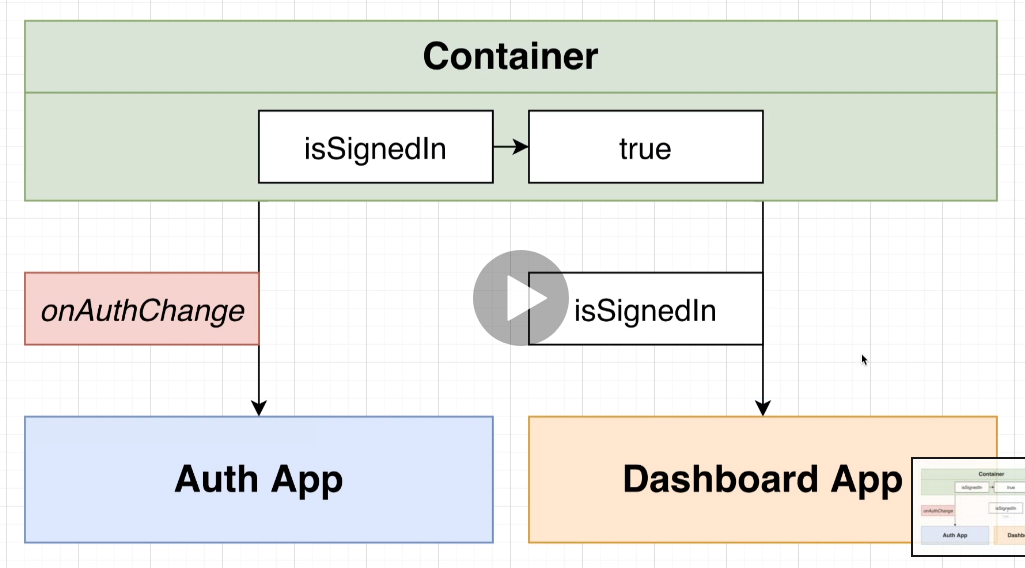 Container
isSignedIn
true
onAuthChange
isSignedIn
Auth App
Dashboard App
Container
isSignedIn
true
onAuthChange
isSignedIn
Auth App
Dashb